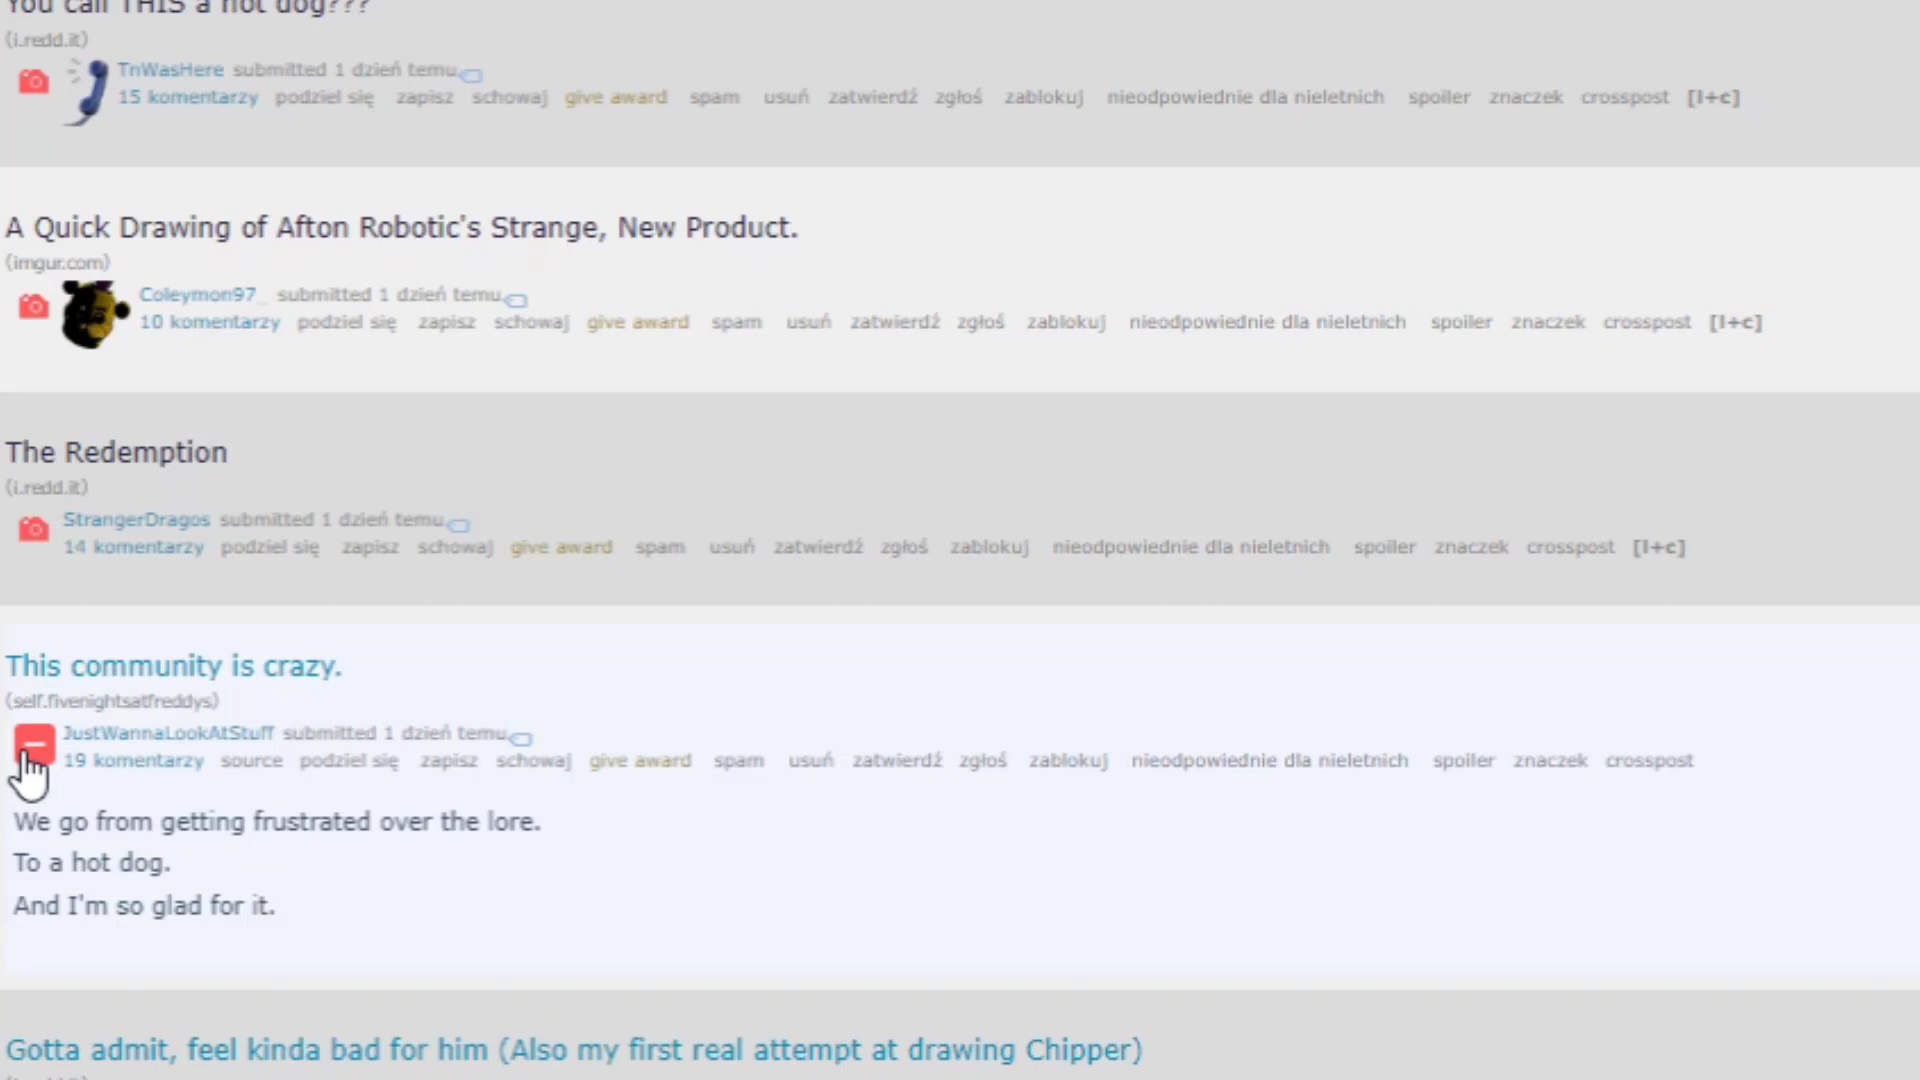 You call THIS a hot dog???
(i.redd.it)
TnWasHere submitted 1 dzień temu
15 komentarzy podziel się zapisz schowaj give award spam usuń zatwierdź zgłoś zablokuj nieodpowiednie dla nieletnich spoiler znaczek crosspost [l+c]
A Quick Drawing of Afton Robotic's Strange, New Product.
(imgur.com)
Coleymon97_ submitted 1 dzień temu
10 komentarzy podziel się zapisz schowaj give award spam usuń zatwierdź zgłoś zablokuj nieodpowiednie dla nieletnich spoiler znaczek crosspost [l+c]
The Redemption
(i.redd.it)
StrangerDragos submitted 1 dzień temu
14 komentarzy podziel się zapisz schowaj give award spam usuń zatwierdź zgłoś zablokuj nieodpowiednie dla nieletnich spoiler znaczek crosspost [l+c]
This community is crazy.
(self.fivenightsatfreddys)
JustWannaLookAtStuff submitted 1 dzień temu
19 komentarzy source podziel się zapisz schowaj give award spam usuń zatwierdź zgłoś zablokuj nieodpowiednie dla nieletnich spoiler znaczek crosspost
We go from getting frustrated over the lore.
To a hot dog.
And I'm so glad for it.
Gotta admit, feel kinda bad for him (Also my first real attempt at drawing Chipper)